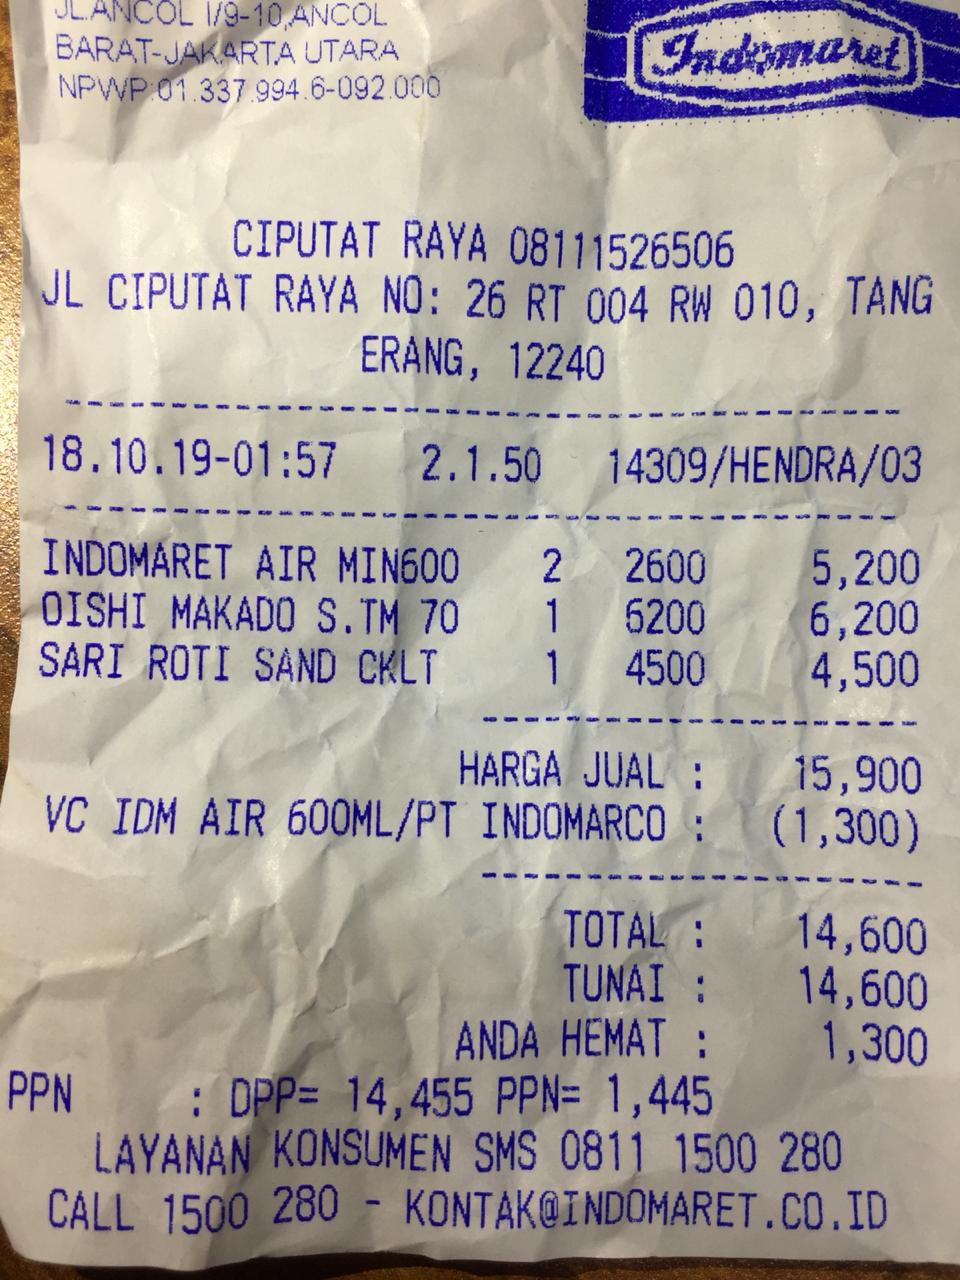 JL.ANCOL I/9-10,ANCOL
BARAT-JAKARTA UTARA
NPWP:01.337.994.6-092.000
Indomaret
CIPUTAT RAYA 08111526506
JL CIPUTAT RAYA NO: 26 RT 004 RW 010, TANG
ERANG, 12240
18.10.19-01:57 2.1.50 14309/HENDRA/03
INDOMARET AIR MIN600 2 2600 5,200
OISHI MAKADO S.TM 70 1 6200 6,200
SARI ROTI SAND CKLT 1 4500 4,500
HARGA JUAL : 15,900
VC IDM AIR 600ML/PT INDOMARCO : (1,300)
TOTAL : 14,600
TUNAI : 14,600
ANDA HEMAT : 1,300
PPN : DPP= 14,455 PPN= 1,445
LAYANAN KONSUMEN SMS 0811 1500 280
CALL 1500 280 - KONTAK@INDOMARET.CO.ID